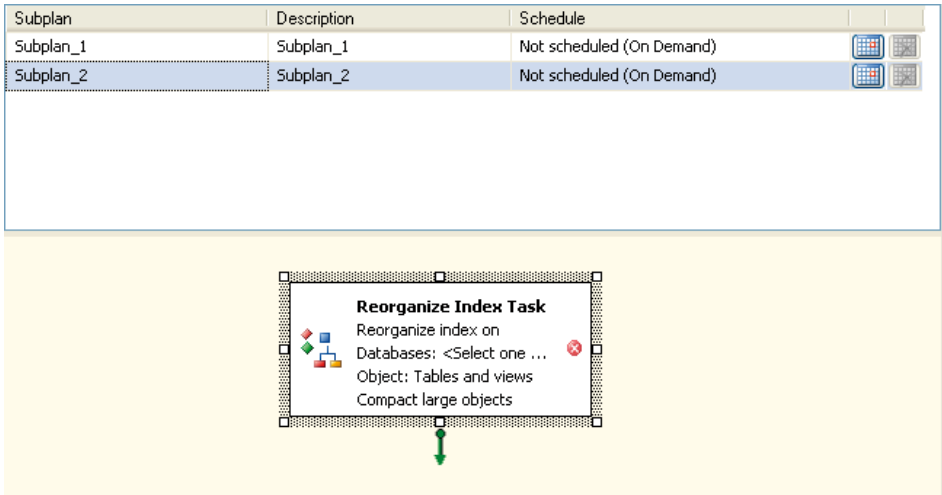 Subplan Description Schedule
Subplan_1 Subplan_1 Not scheduled (On Demand)
Subplan_2 Subplan_2 Not scheduled (On Demand)
Reorganize Index Task
Reorganize index on
Databases: <Select one ...
Object: Tables and views
Compact large objects